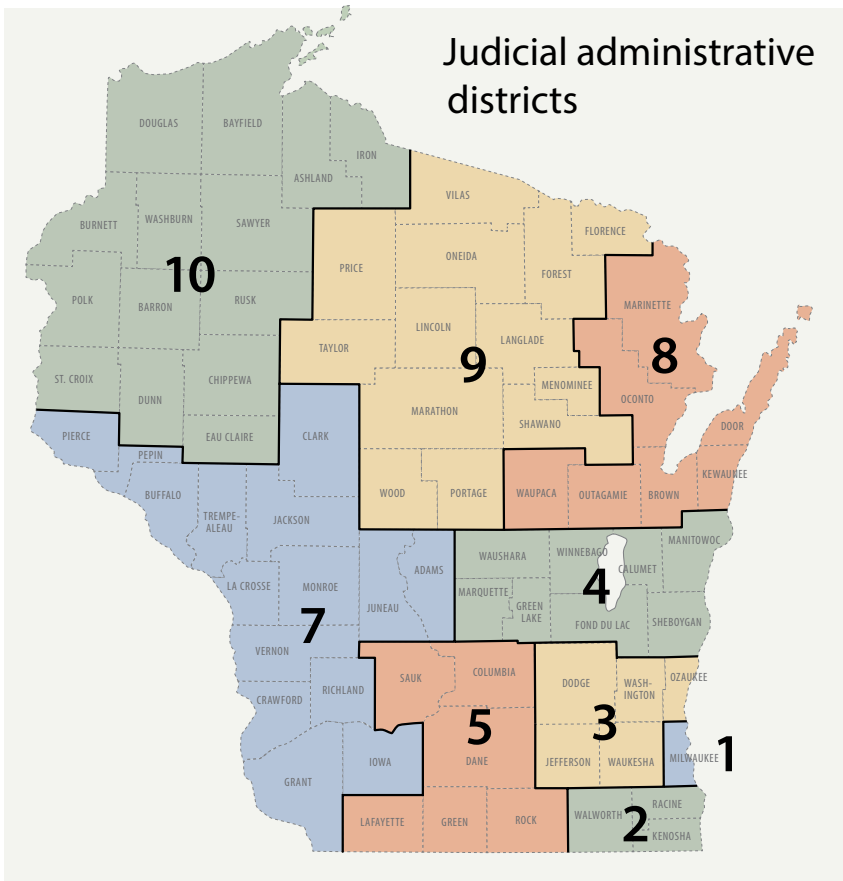 Judicial administrative
districts
DOUGLAS
BAYFIELD
IRON
ASHLAND
VILAS
BURNETT
WASHBURN
SAWYER
FLORENCE
10
PRICE
ONEIDA
FOREST
POLK
BARRON
RUSK
MARINETTE
LINCOLN
LANGLADE
TAYLOR
9
8
ST. CROIX
DUNN
CHIPPEWA
MENOMINEE
OCONTO
MARATHON
SHAWANO
DOOR
PIERCE
EAU CLAIRE
CLARK
PEPIN
KEWAUNEE
BUFFALO
WOOD
PORTAGE
WAUPACA
OUTAGAMIE
BROWN
TREMPE-
ALEAU
JACKSON
MANITOWOC
WAUSHARA
WINNEBAGO
CALUMET
ADAMS
4
LA CROSSE
MONROE
MARQUETTE
GREEN
LAKE
JUNEAU
7
FOND DU LAC
SHEBOYGAN
VERNON
SAUK
COLUMBIA
DODGE
WASH-
INGTON
OZAUKEE
CRAWFORD
RICHLAND
5
3
1
IOWA
DANE
JEFFERSON
WAUKESHA
MILWAUKEE
GRANT
LAFAYETTE
GREEN
ROCK
WALWORTH
2
RACINE
KENOSHA